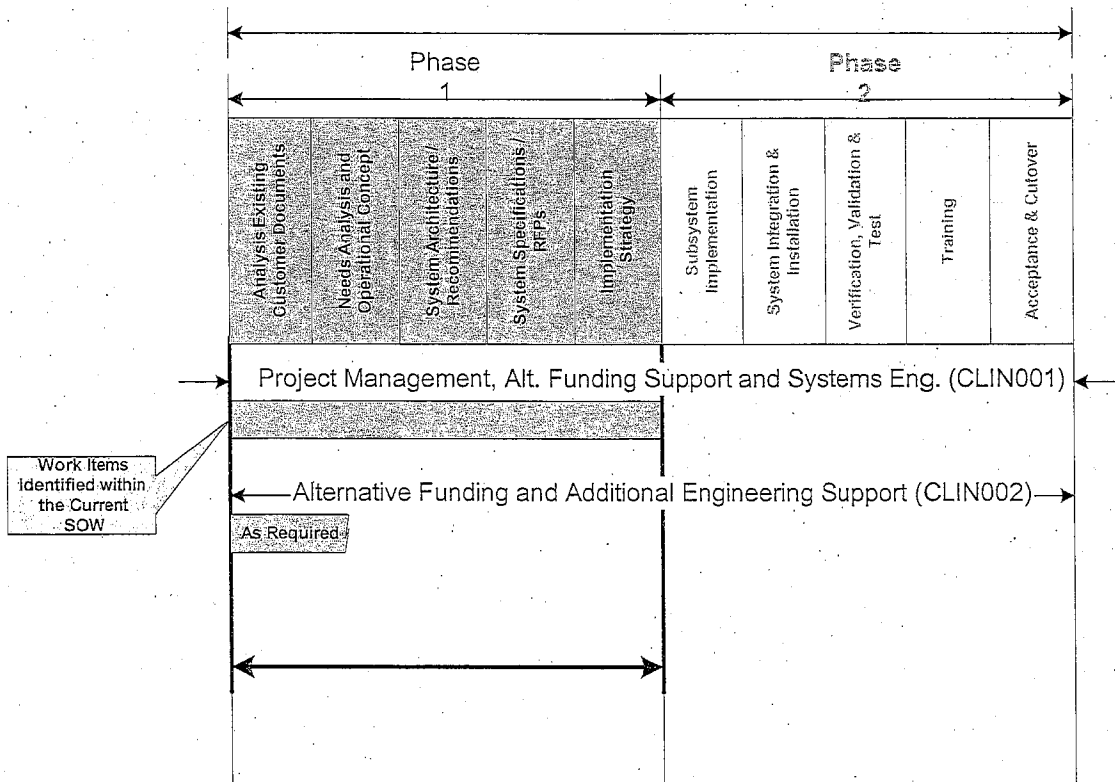 Phase
1
Phase
2
Analysis Existing
Customer Documents
Needs Analysis and
Operational Concept
System Architecture/
Recommendations
System Specifications/
RFPs
Implementation
Strategy
Subsystem
Implementation
System Integration &
Installation
Verification, Validation &
Test
Training
Acceptance & Cutover
Project Management, Alt. Funding Support and Systems Eng. (CLIN001)
Work Items
identified within
the Current
SOW
Alternative Funding and Additional Engineering Support (CLIN002)
As Required